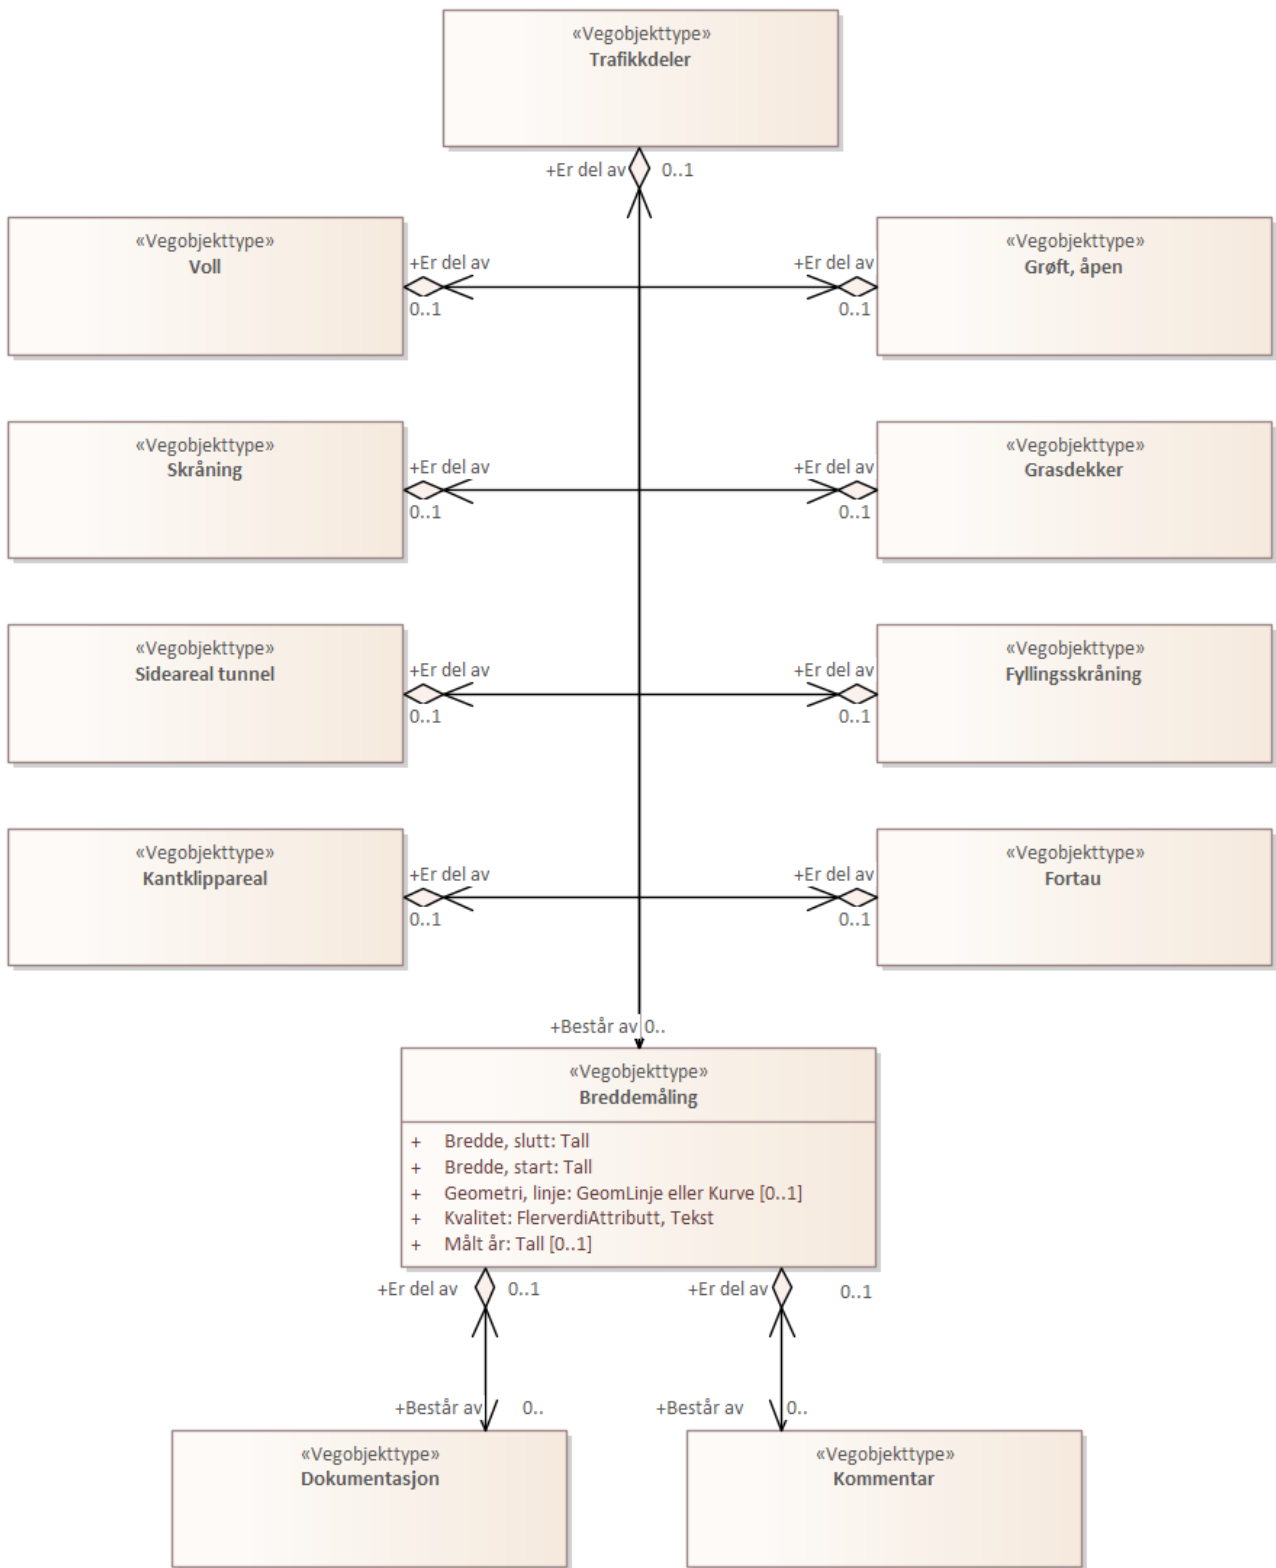 «Vegobjekttype»
Trafikkdeler
+Er del av 0..1
«Vegobjekttype»
Voll
+Er del av
0..1
«Vegobjekttype»
Grøft, åpen
+Er del av
0..1
«Vegobjekttype»
Skråning
+Er del av
0..1
«Vegobjekttype»
Grasdekker
+Er del av
0..1
«Vegobjekttype»
Sideareal tunnel
+Er del av
0..1
«Vegobjekttype»
Fyllingsskråning
+Er del av
0..1
«Vegobjekttype»
Kantklippareal
+Er del av
0..1
«Vegobjekttype»
Fortau
+Er del av
0..1
+Består av 0..
«Vegobjekttype»
Breddemåling
+ Bredde, slutt: Tall
+ Bredde, start: Tall
+ Geometri, linje: GeomLinje eller Kurve [0..1]
+ Kvalitet: FlerverdiAttributt, Tekst
+ Målt år: Tall [0..1]
+Er del av 0..1
+Er del av 0..1
+Består av 0..
+Består av 0..
«Vegobjekttype»
Dokumentasjon
«Vegobjekttype»
Kommentar